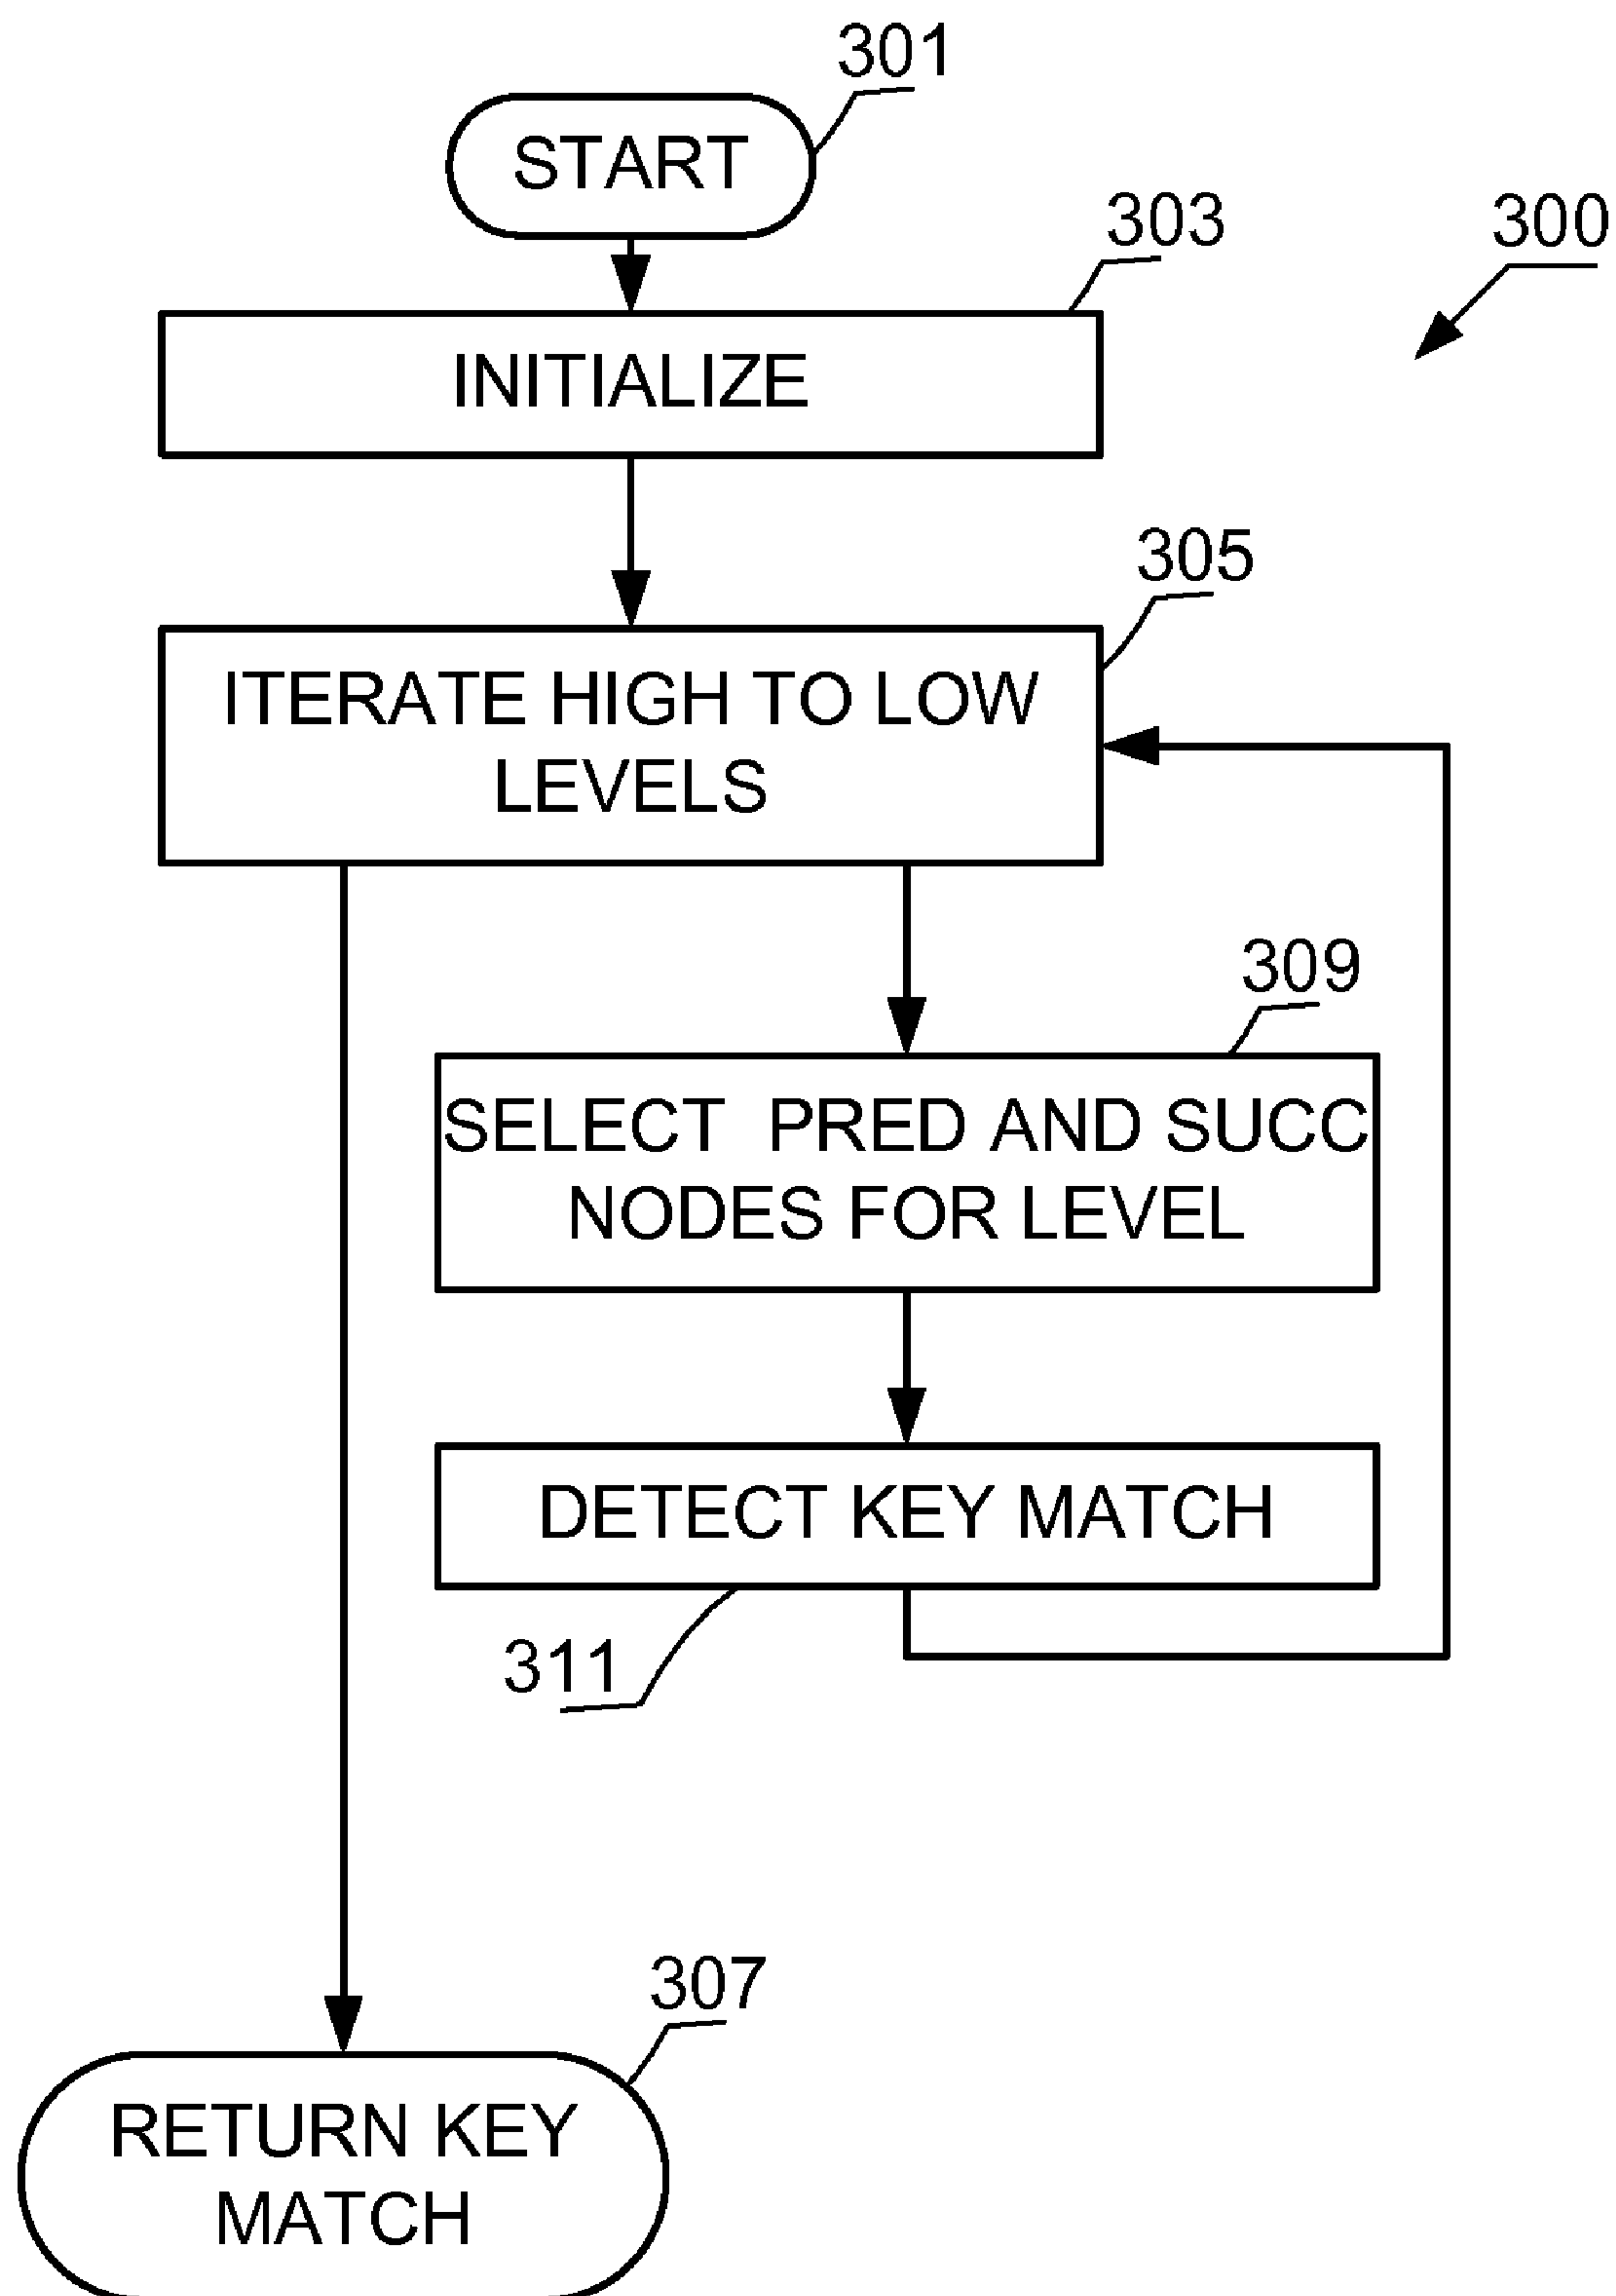 301
START
303
300
INITIALIZE
305
ITERATE HIGH TO LOW
LEVELS
309
SELECT PRED AND SUCC
NODES FOR LEVEL
DETECT KEY MATCH
311
307
RETURN KEY
MATCH